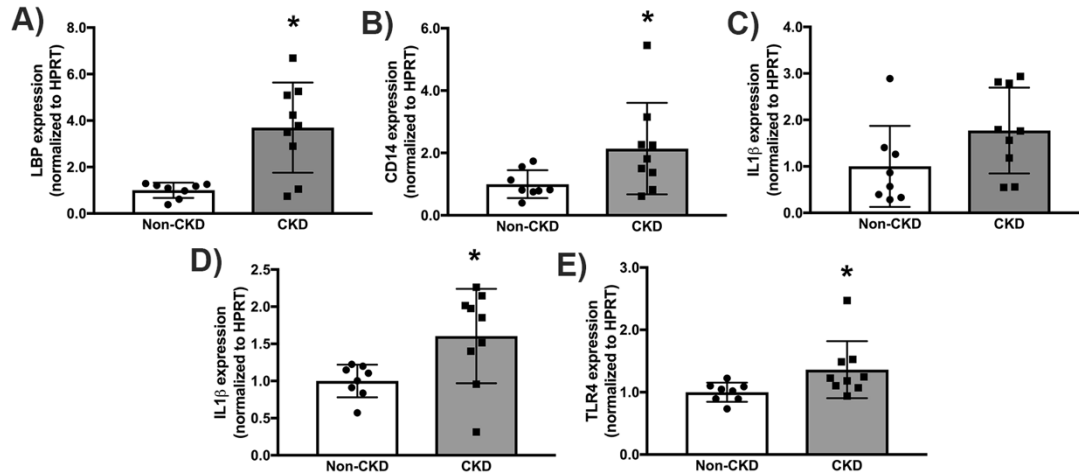 A)
LBP expression
(normalized to HPRT)
8.0
6.0
4.0
2.0
0.0
*
Non-CKD
CKD
B)
CD14 expression
(normalized to HPRT)
6.0
4.0
2.0
0.0
*
Non-CKD
CKD
C)
IL1β expression
(normalized to HPRT)
4.0
3.0
2.0
1.0
0.0
Non-CKD
CKD
D)
IL1β expression
(normalized to HPRT)
2.5
2.0
1.5
1.0
0.5
0.0
*
Non-CKD
CKD
E)
TLR4 expression
(normalized to HPRT)
3.0
2.0
1.0
0.0
*
Non-CKD
CKD